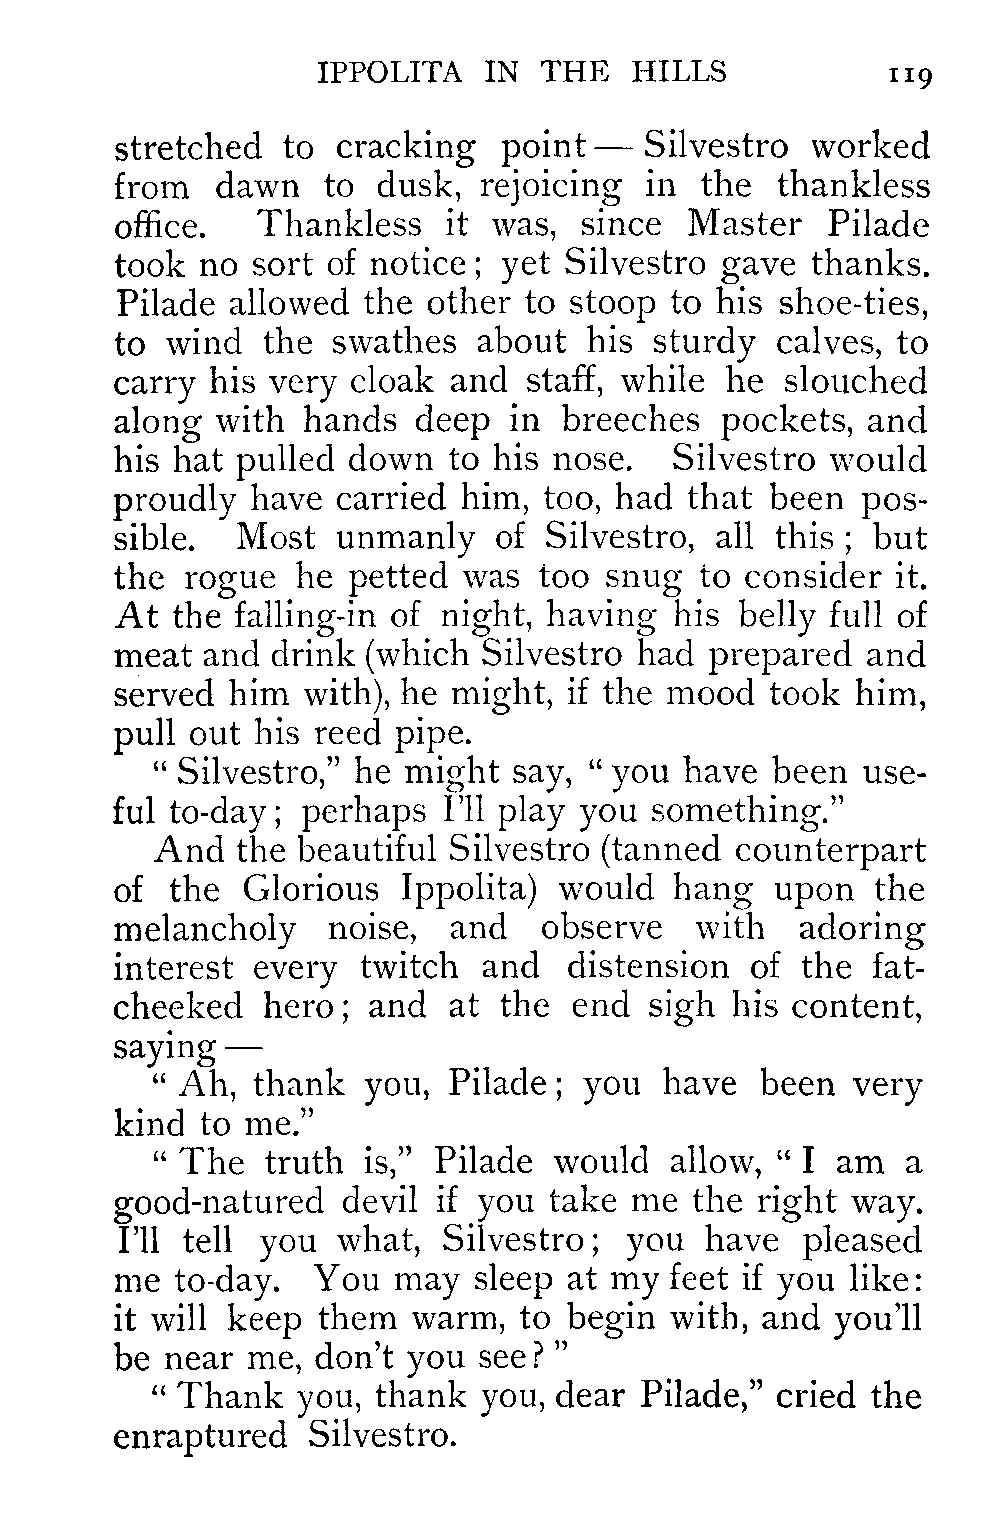 IPPOLITA IN THE HILLS 119
stretched to cracking point — Silvestro worked
from dawn to dusk, rejoicing in the thankless
office. Thankless it was, since Master Pilade
took no sort of notice; yet Silvestro gave thanks.
Pilade allowed the other to stoop to his shoe-ties,
to wind the swathes about his sturdy calves, to
carry his very cloak and staff, while he slouched
along with hands deep in breeches pockets, and
his hat pulled down to his nose. Silvestro would
proudly have carried him, too, had that been pos-
sible. Most unmanly of Silvestro, all this; but
the rogue he petted was too snug to consider it.
At the falling-in of night, having his belly full of
meat and drink (which Silvestro had prepared and
served him with), he might, if the mood took him,
pull out his reed pipe.
“Silvestro,” he might say, “you have been use-
ful to-day; perhaps I’ll play you something.”
And the beautiful Silvestro (tanned counterpart
of the Glorious Ippolita) would hang upon the
melancholy noise, and observe with adoring
interest every twitch and distension of the fat-
cheeked hero; and at the end sigh his content,
saying —
“Ah, thank you, Pilade; you have been very
kind to me.”
“The truth is,” Pilade would allow, “I am a
good-natured devil if you take me the right way.
I’ll tell you what, Silvestro; you have pleased
me to-day. You may sleep at my feet if you like:
it will keep them warm, to begin with, and you’ll
be near me, don’t you see?”
“Thank you, thank you, dear Pilade,” cried the
enraptured Silvestro.